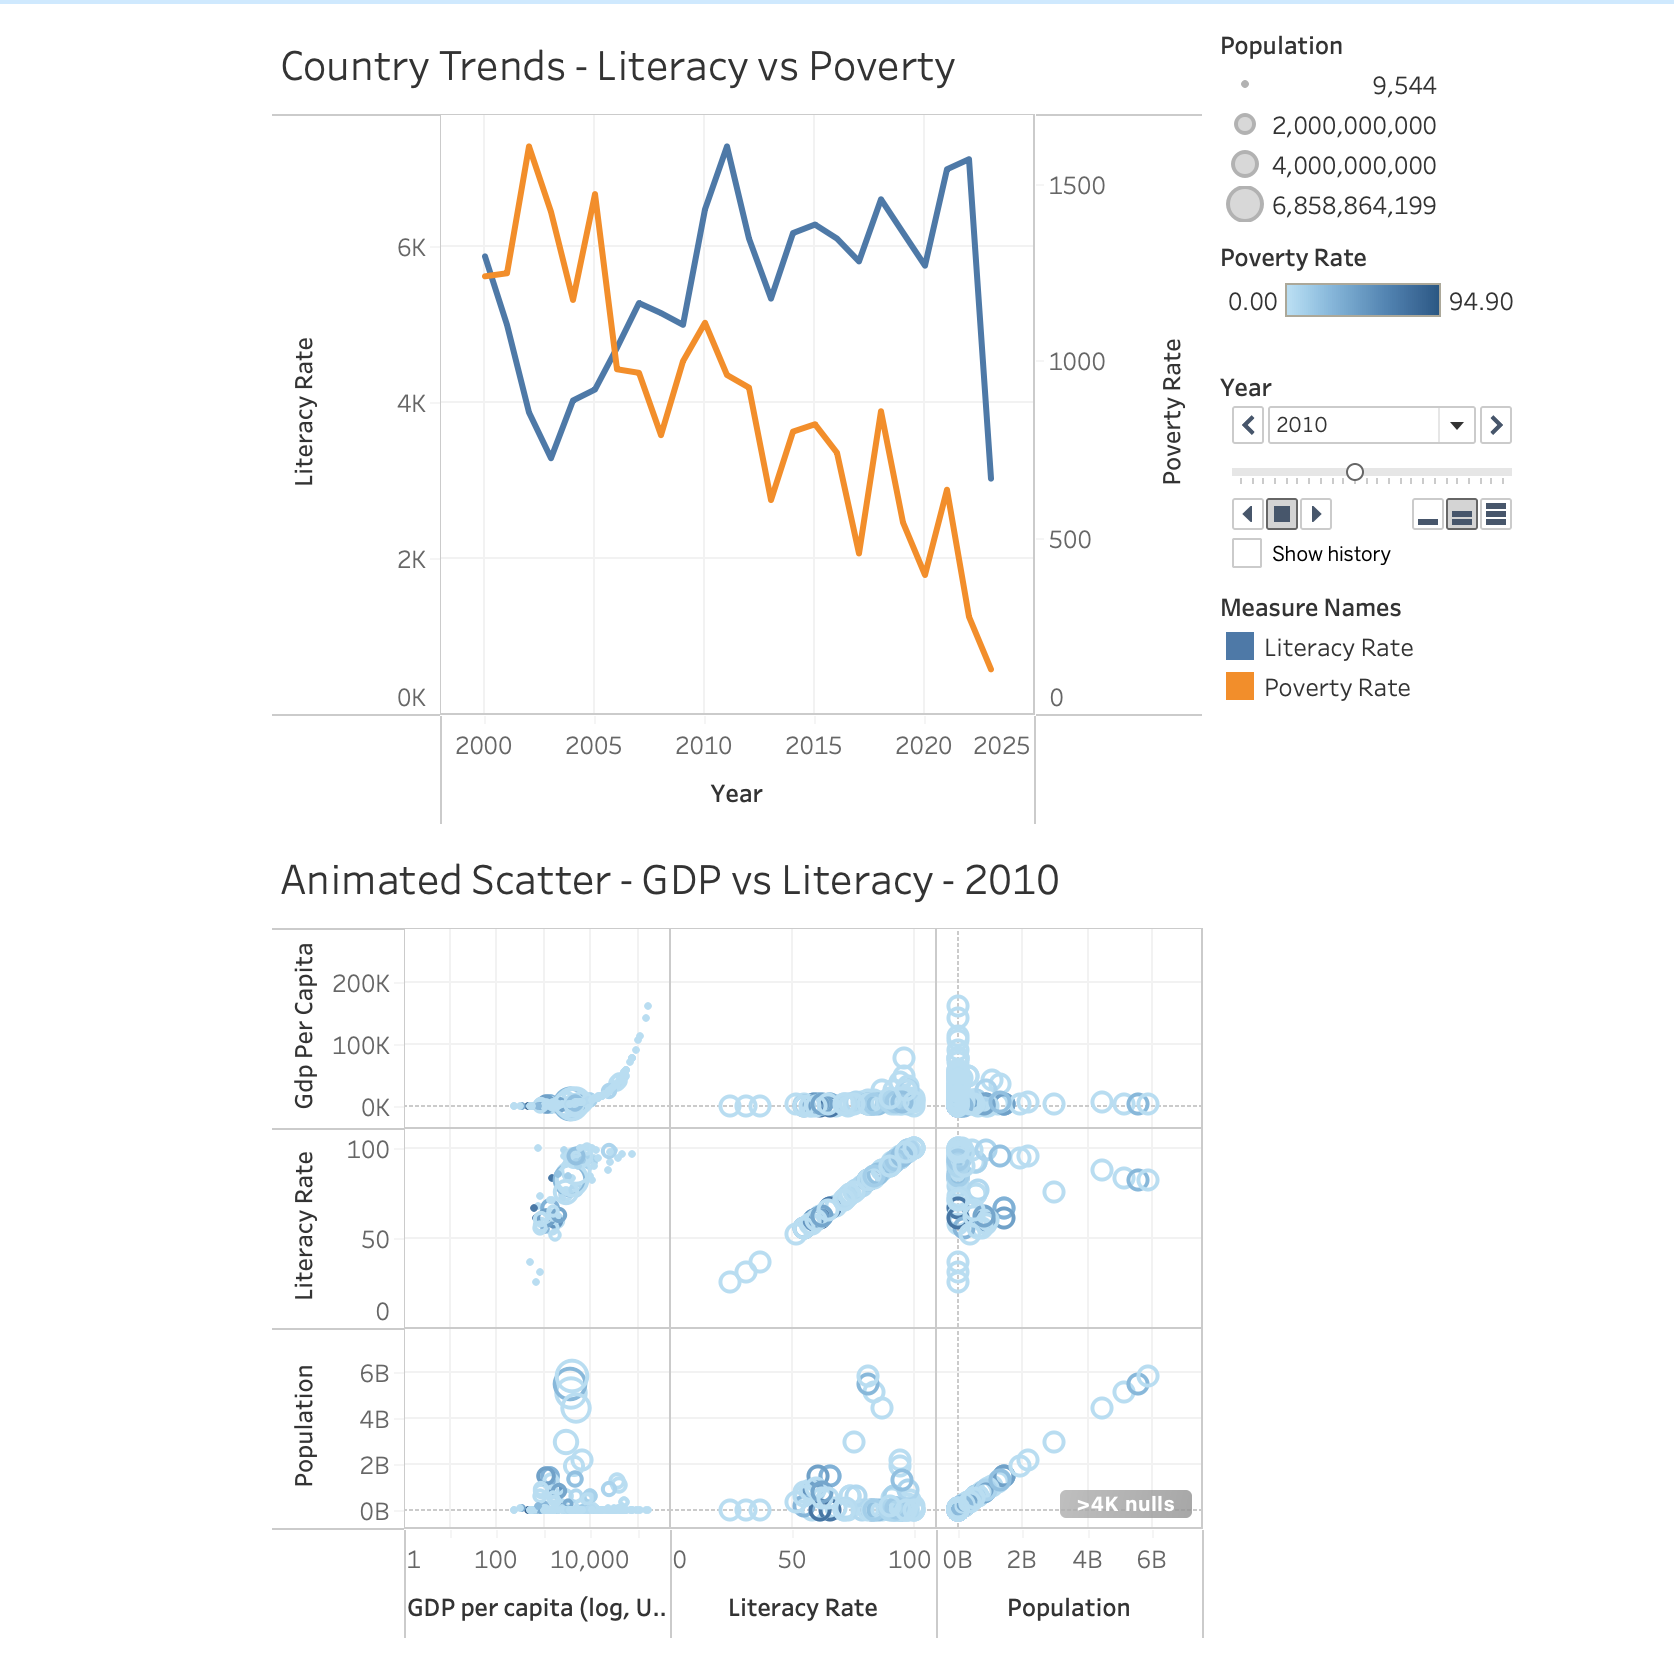 Country Trends - Literacy vs Poverty
Literacy Rate
6K
4K
2K
0K
1500
1000
500
0
Poverty Rate
2000 2005 2010 2015 2020 2025
Year
Population
9,544
2,000,000,000
4,000,000,000
6,858,864,199
Poverty Rate
0.00 94.90
Year
2010
Show history
Measure Names
Literacy Rate
Poverty Rate
Animated Scatter - GDP vs Literacy - 2010
Gdp Per Capita
200K
100K
0K
Literacy Rate
100
50
0
Population
6B
4B
2B
0B
>4K nulls
1 100 10,000 0 50 100 0B 2B 4B 6B
GDP per capita (log, U.. Literacy Rate Population